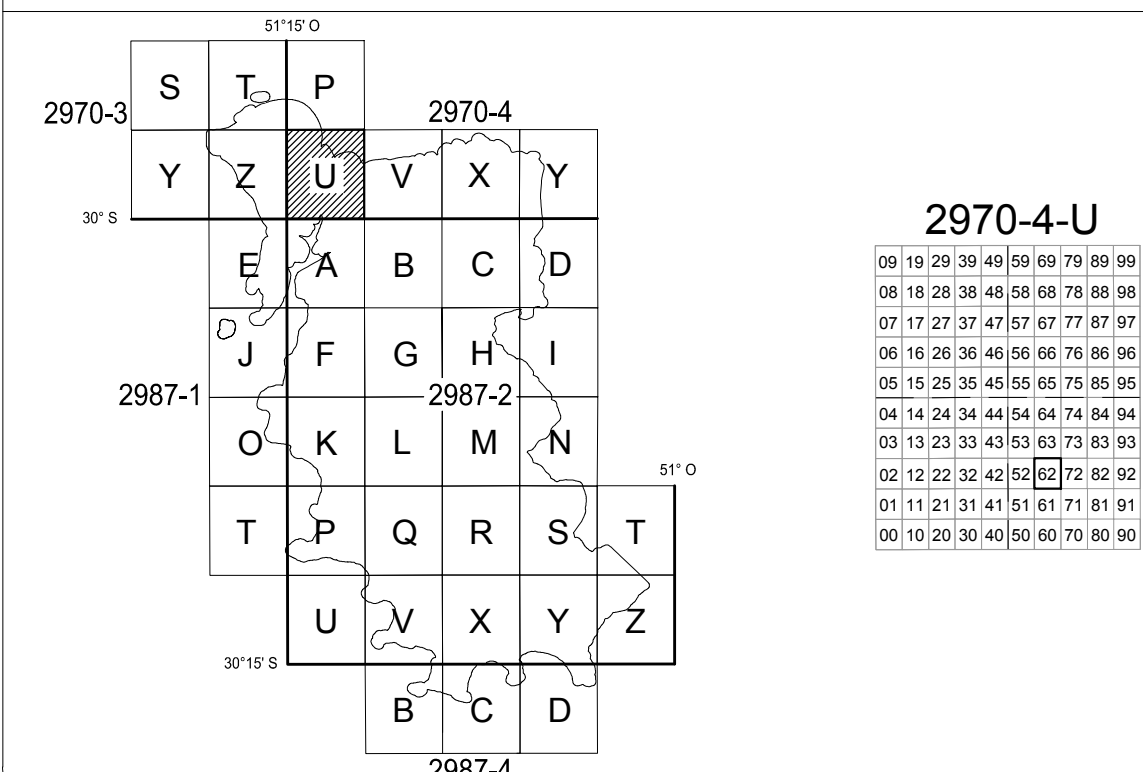 51°15' O
S T P
2970-3 2970-4
Y Z U V X Y
30° S
E A B C D
J F G H I
2987-1 2987-2
O K L M N
51° O
T P Q R S T
U V X Y Z
30°15' S
B C D
2987-4
2970-4-U
09 19 29 39 49 59 69 79 89 99
08 18 28 38 48 58 68 78 88 98
07 17 27 37 47 57 67 77 87 97
06 16 26 36 46 56 66 76 86 96
05 15 25 35 45 55 65 75 85 95
04 14 24 34 44 54 64 74 84 94
03 13 23 33 43 53 63 73 83 93
02 12 22 32 42 52 62 72 82 92
01 11 21 31 41 51 61 71 81 91
00 10 20 30 40 50 60 70 80 90